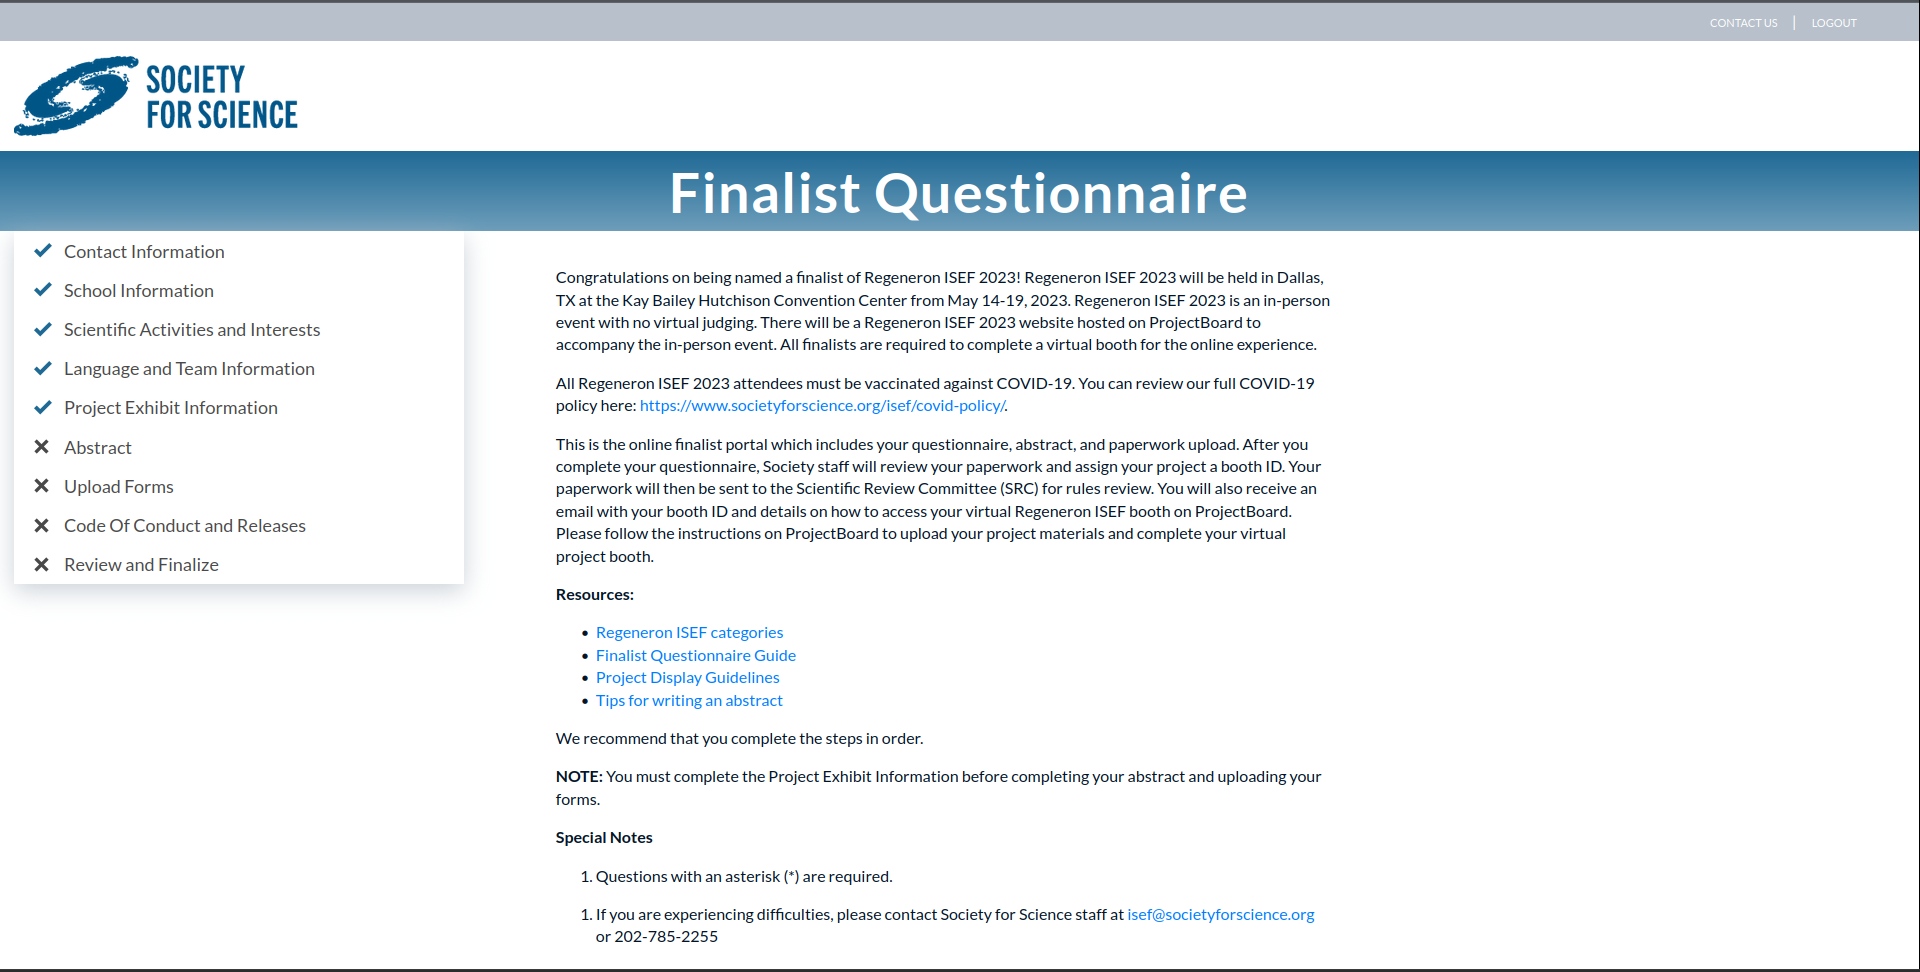 CONTACT US | LOGOUT
SOCIETY
FOR SCIENCE
Finalist Questionnaire
Contact Information
School Information
Scientific Activities and Interests
Language and Team Information
Project Exhibit Information
Abstract
Upload Forms
Code Of Conduct and Releases
Review and Finalize
Congratulations on being named a finalist of Regeneron ISEF 2023! Regeneron ISEF 2023 will be held in Dallas,
TX at the Kay Bailey Hutchison Convention Center from May 14-19, 2023. Regeneron ISEF 2023 is an in-person
event with no virtual judging. There will be a Regeneron ISEF 2023 website hosted on ProjectBoard to
accompany the in-person event. All finalists are required to complete a virtual booth for the online experience.
All Regeneron ISEF 2023 attendees must be vaccinated against COVID-19. You can review our full COVID-19
policy here: https://www.societyforscience.org/isef/covid-policy/.
This is the online finalist portal which includes your questionnaire, abstract, and paperwork upload. After you
complete your questionnaire, Society staff will review your paperwork and assign your project a booth ID. Your
paperwork will then be sent to the Scientific Review Committee (SRC) for rules review. You will also receive an
email with your booth ID and details on how to access your virtual Regeneron ISEF booth on ProjectBoard.
Please follow the instructions on ProjectBoard to upload your project materials and complete your virtual
project booth.
Resources:
• Regeneron ISEF categories
• Finalist Questionnaire Guide
• Project Display Guidelines
• Tips for writing an abstract
We recommend that you complete the steps in order.
NOTE: You must complete the Project Exhibit Information before completing your abstract and uploading your
forms.
Special Notes
1. Questions with an asterisk (*) are required.
1. If you are experiencing difficulties, please contact Society for Science staff at isef@societyforscience.org
or 202-785-2255